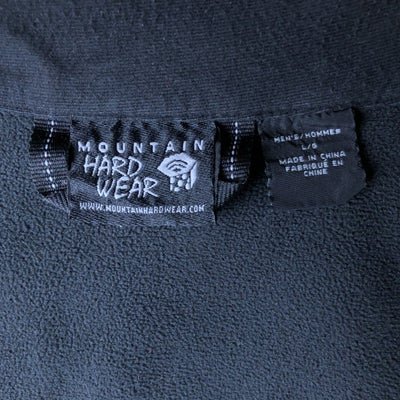 MOUNTAIN
HARD
WEAR
WWW.MOUNTAINHARDWEAR.COM
MEN'S/HOMMES
L/G
MADE IN CHINA
FABRIQUÉ EN
CHINE